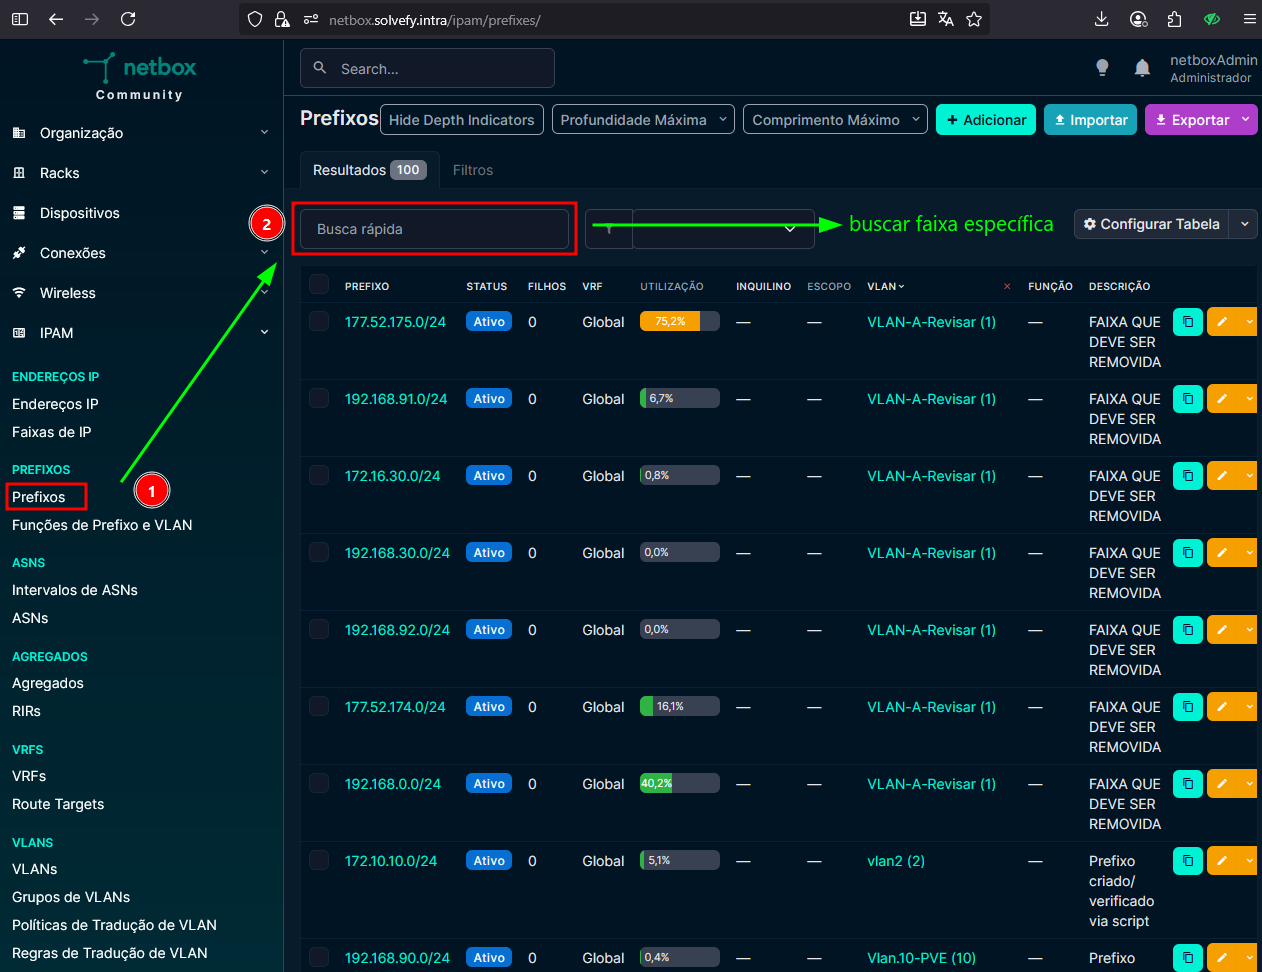 netbox.solvefy.intra/ipam/prefixes/
netbox
Community
Organização
Racks
Dispositivos
Conexões
Wireless
IPAM
ENDEREÇOS IP
Endereços IP
Faixas de IP
PREFIXOS
Prefixos
1
Funções de Prefixo e VLAN
ASNS
Intervalos de ASNs
ASNs
AGREGADOS
Agregados
RIRs
VRFS
VRFs
Route Targets
VLANS
VLANs
Grupos de VLANs
Políticas de Tradução de VLAN
Regras de Tradução de VLAN
Search...
netboxAdmin
Administrador
Prefixos Hide Depth Indicators Profundidade Máxima Comprimento Máximo + Adicionar Importar Exportar
Resultados 100 Filtros
2 Busca rápida buscar faixa específica Configurar Tabela
PREFIXO STATUS FILHOS VRF UTILIZAÇÃO INQUILINO ESCOPO VLAN × FUNÇÃO DESCRIÇÃO
177.52.175.0/24 Ativo 0 Global 75,2% — — VLAN-A-Revisar (1) — FAIXA QUE
DEVE SER
REMOVIDA
192.168.91.0/24 Ativo 0 Global 6,7% — — VLAN-A-Revisar (1) — FAIXA QUE
DEVE SER
REMOVIDA
172.16.30.0/24 Ativo 0 Global 0,8% — — VLAN-A-Revisar (1) — FAIXA QUE
DEVE SER
REMOVIDA
192.168.30.0/24 Ativo 0 Global 0,0% — — VLAN-A-Revisar (1) — FAIXA QUE
DEVE SER
REMOVIDA
192.168.92.0/24 Ativo 0 Global 0,0% — — VLAN-A-Revisar (1) — FAIXA QUE
DEVE SER
REMOVIDA
177.52.174.0/24 Ativo 0 Global 16,1% — — VLAN-A-Revisar (1) — FAIXA QUE
DEVE SER
REMOVIDA
192.168.0.0/24 Ativo 0 Global 40,2% — — VLAN-A-Revisar (1) — FAIXA QUE
DEVE SER
REMOVIDA
172.10.10.0/24 Ativo 0 Global 5,1% — — vlan2 (2) — Prefixo
criado/
verificado
via script
192.168.90.0/24 Ativo 0 Global 0,4% — — Vlan.10-PVE (10) — Prefixo